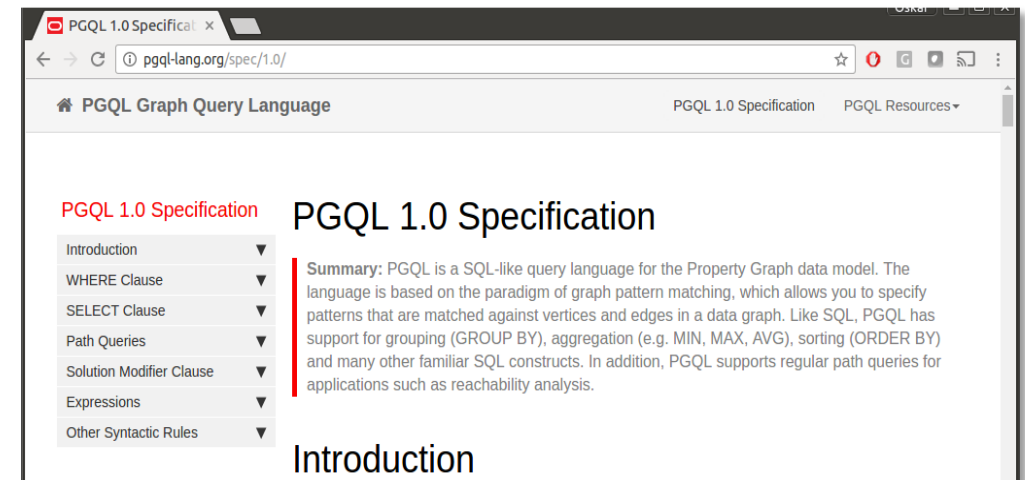 Oskar
PGQL 1.0 Specificat
pgql-lang.org/spec/1.0/
PGQL Graph Query Language
PGQL 1.0 Specification
PGQL Resources
PGQL 1.0 Specification
Introduction
WHERE Clause
SELECT Clause
Path Queries
Solution Modifier Clause
Expressions
Other Syntactic Rules
PGQL 1.0 Specification
Summary: PGQL is a SQL-like query language for the Property Graph data model. The
language is based on the paradigm of graph pattern matching, which allows you to specify
patterns that are matched against vertices and edges in a data graph. Like SQL, PGQL has
support for grouping (GROUP BY), aggregation (e.g. MIN, MAX, AVG), sorting (ORDER BY)
and many other familiar SQL constructs. In addition, PGQL supports regular path queries for
applications such as reachability analysis.
Introduction